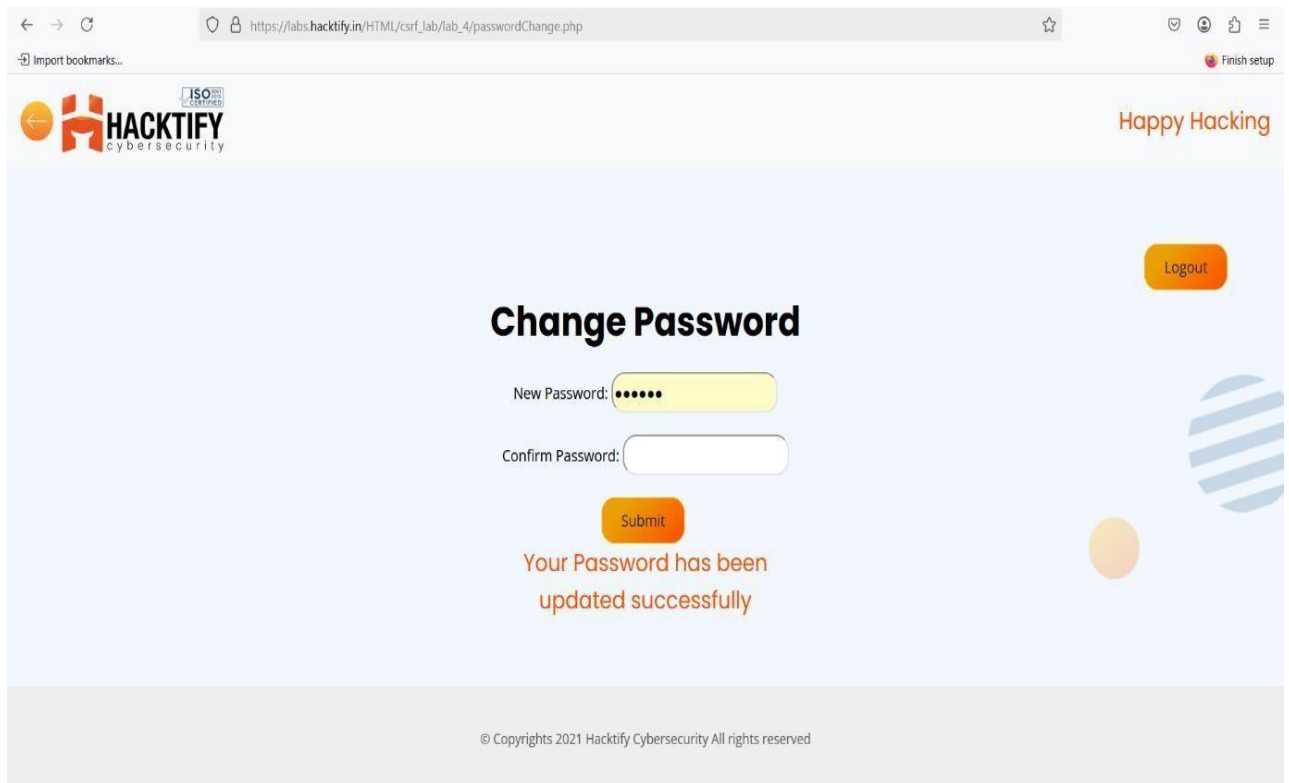 https://labs.hacktify.in/HTML/csrf_lab/lab_4/passwordChange.php
Import bookmarks...
Finish setup
ISO
CERTIFIED
HACKTIFY
cybersecurity
Happy Hacking
Logout
Change Password
New Password:
Confirm Password:
Submit
Your Password has been
updated successfully
© Copyrights 2021 Hacktify Cybersecurity All rights reserved